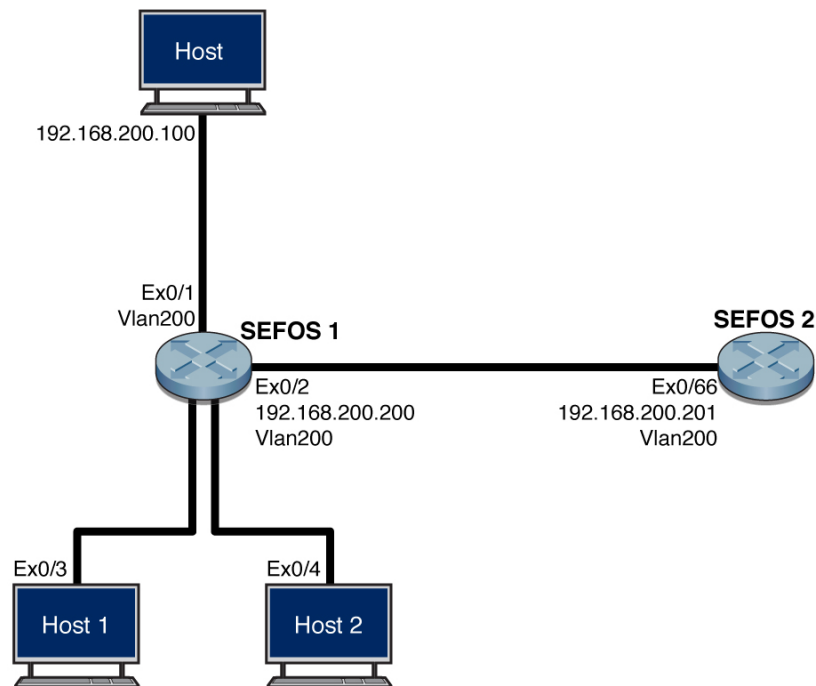 Host
192.168.200.100
Ex0/1
Vlan200
SEFOS 1
SEFOS 2
Ex0/2
192.168.200.200
Vlan200
Ex0/66
192.168.200.201
Vlan200
Ex0/3
Ex0/4
Host 1
Host 2